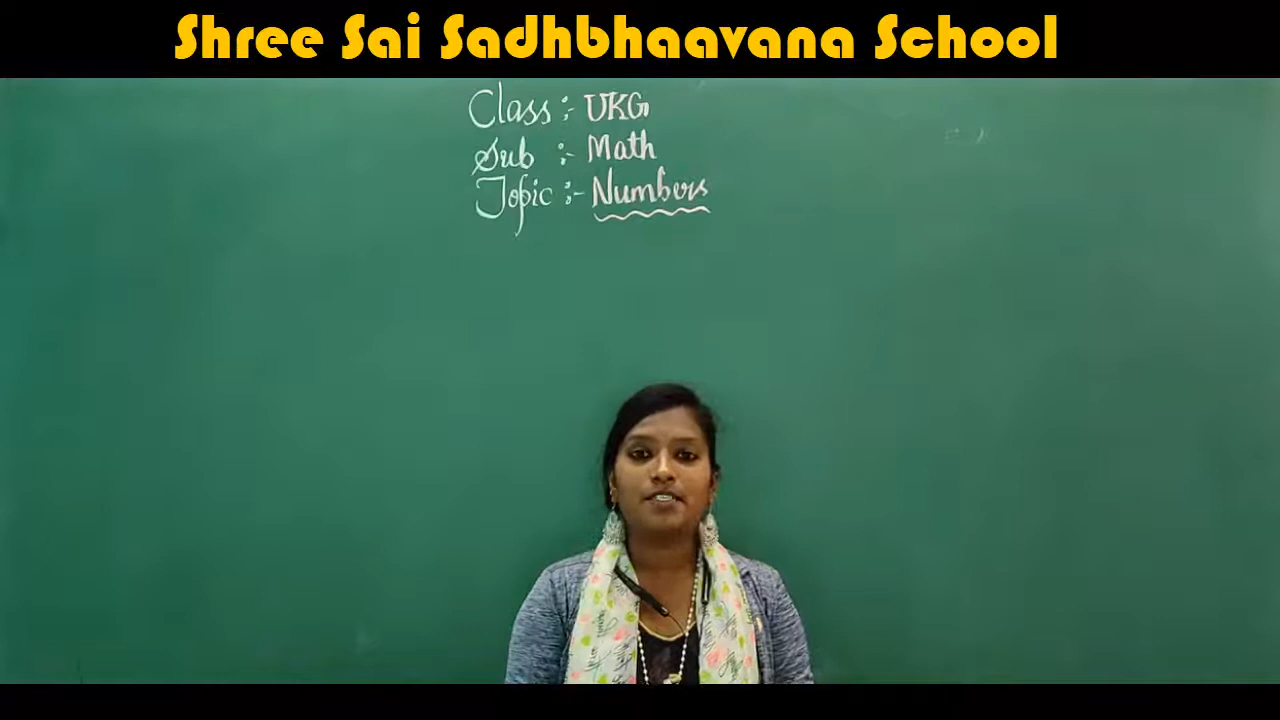 Shree Sai Sadhbhaavana School
Class :- UKG
Sub :- Math
Topic :- Numbers